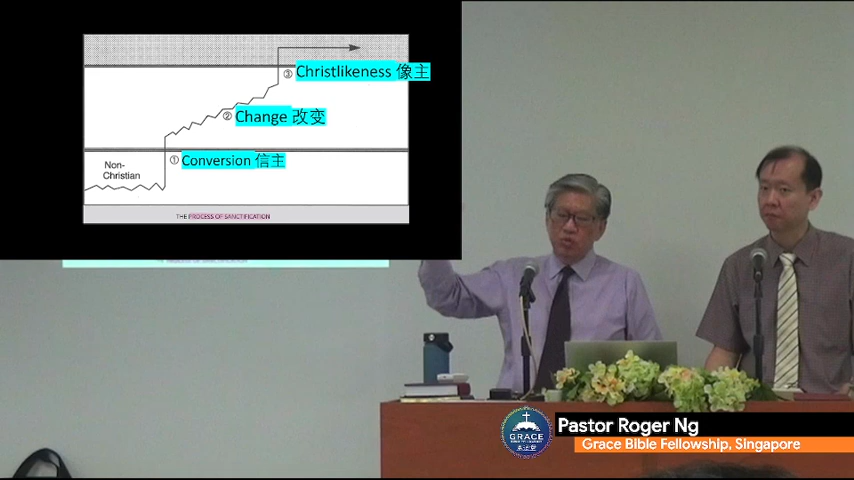 ③ Christlikeness 像主
② Change 改变
① Conversion 信主
Non-
Christian
THE PROCESS OF SANCTIFICATION
GRACE
Pastor Roger Ng
Grace Bible Fellowship, Singapore